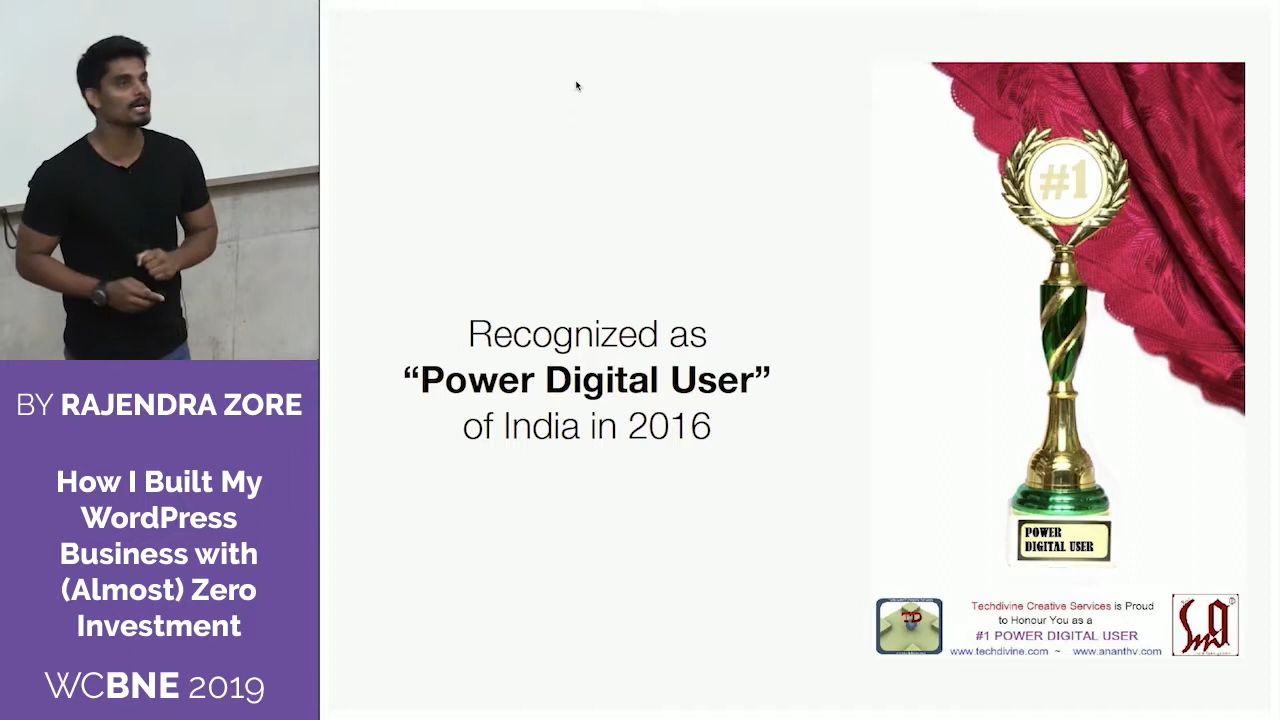 BY RAJENDRA ZORE
How I Built My
WordPress
Business with
(Almost) Zero
Investment
WCBNE 2019
Recognized as
“Power Digital User”
of India in 2016
#1
POWER
DIGITAL USER
TD
Techdivine Creative Services is Proud
to Honour You as a
#1 POWER DIGITAL USER
www.techdivine.com ~ www.ananthv.com